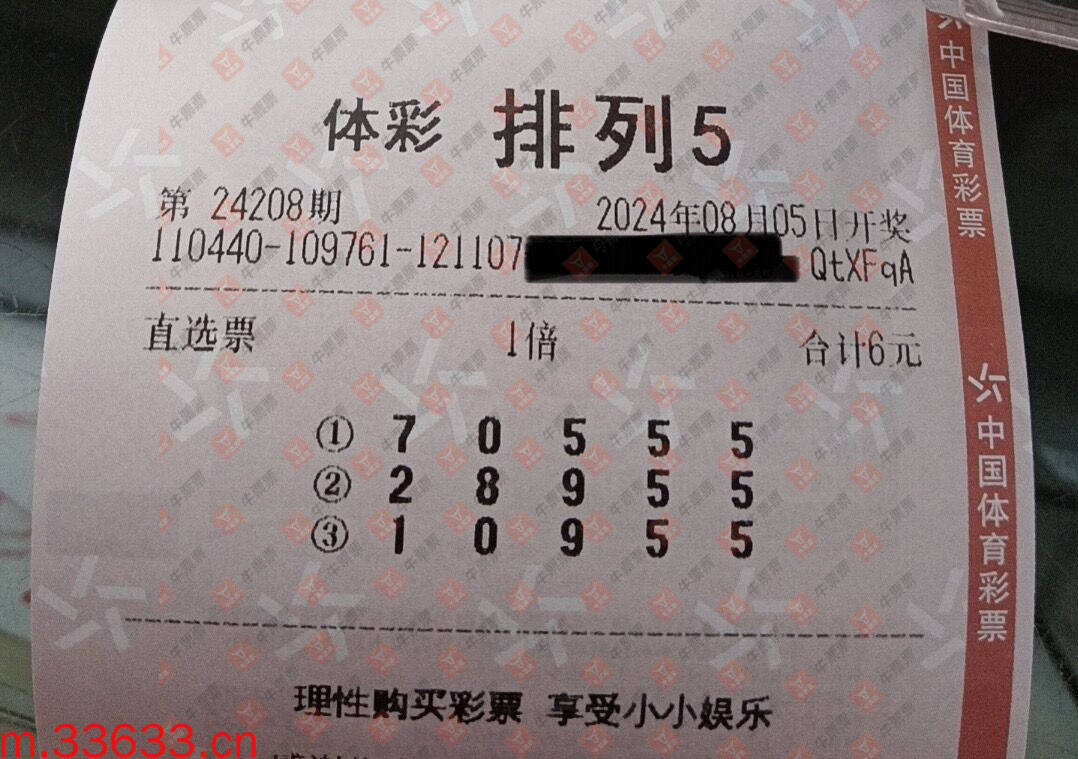 体彩 排列5
第 24208期 2024年08月05日开奖
110440-109761-121107 QtXFqA
直选票 1倍 合计6元
① 7 0 5 5 5
② 2 8 9 5 5
③ 1 0 9 5 5
理性购买彩票 享受小小娱乐
中国体育彩票
中国体育彩票
m.33633.cn